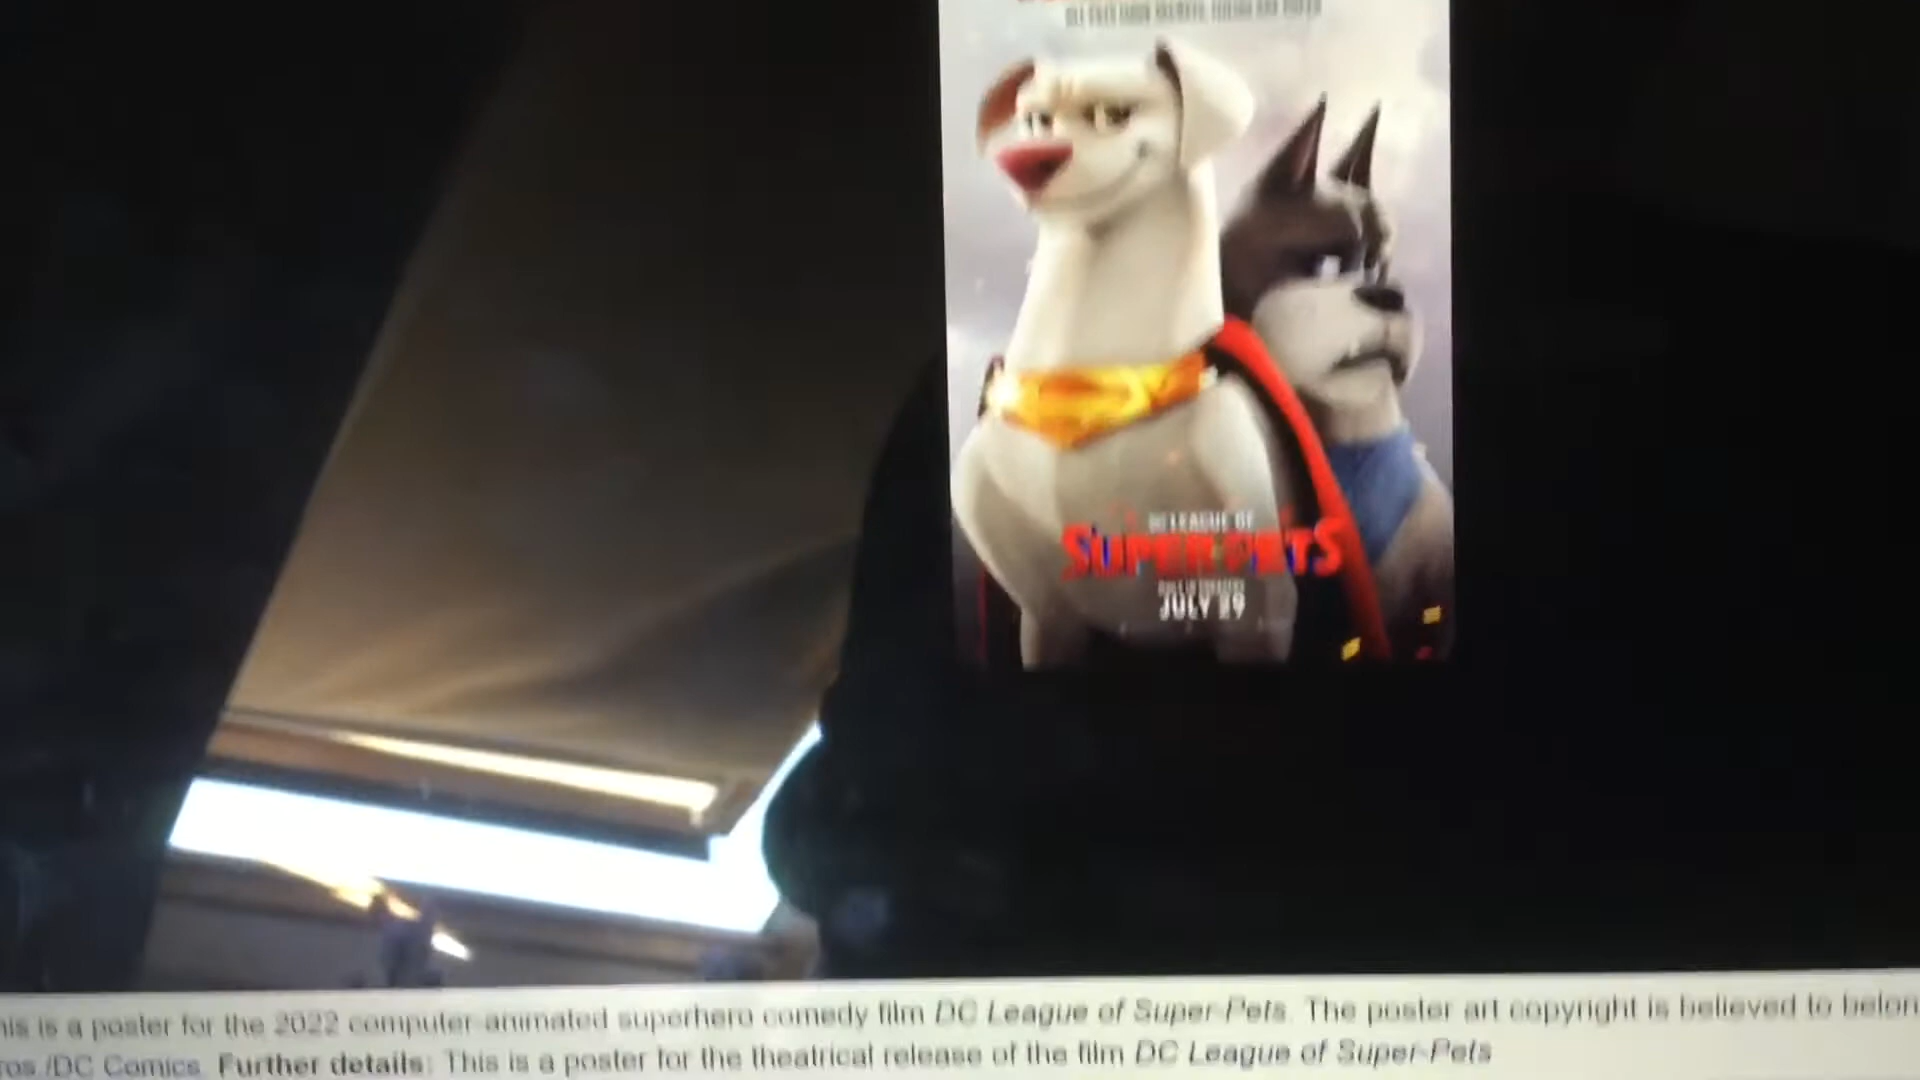 DC LEAGUE OF
SUPER-PETS
JULY 29
his is a poster for the 2022 computer-animated superhero comedy film DC League of Super-Pets. The poster art copyright is believed to belon
ros./DC Comics. Further details: This is a poster for the theatrical release of the film DC League of Super-Pets